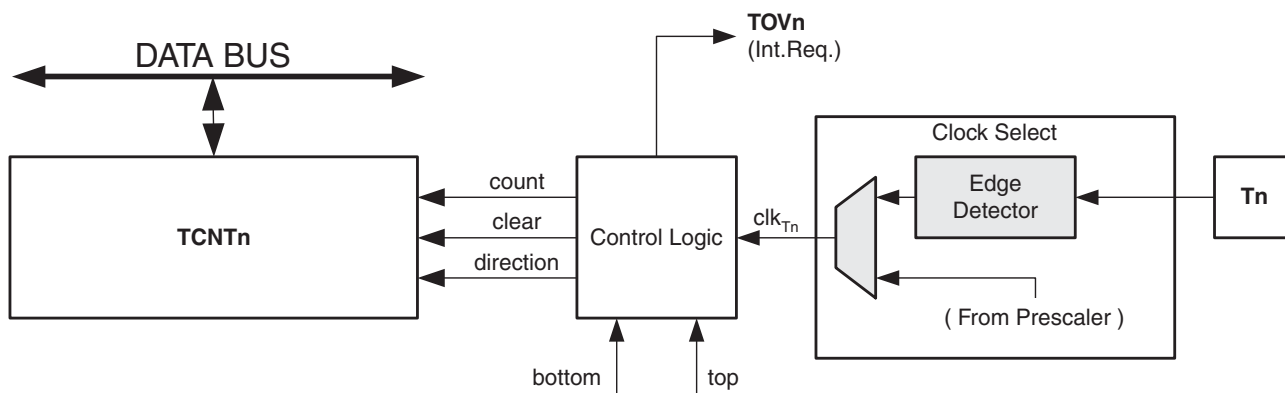 TOVn
(Int.Req.)
DATA BUS
Clock Select
count
clear
direction
TCNTn
Control Logic
clkTn
Edge
Detector
Tn
( From Prescaler )
bottom
top